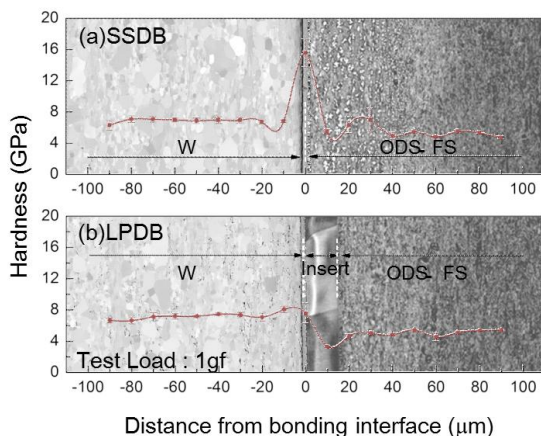 Hardness (GPa)
20
(a)SSDB
16
12
8
4
W
ODS- FS
0
-100 -80 -60 -40 -20 0 20 40 60 80 100
20
(b)LPDB
16
W
Insert
ODS- FS
12
8
4
Test Load : 1gf
0
-100 -80 -60 -40 -20 0 20 40 60 80 100
Distance from bonding interface (μm)